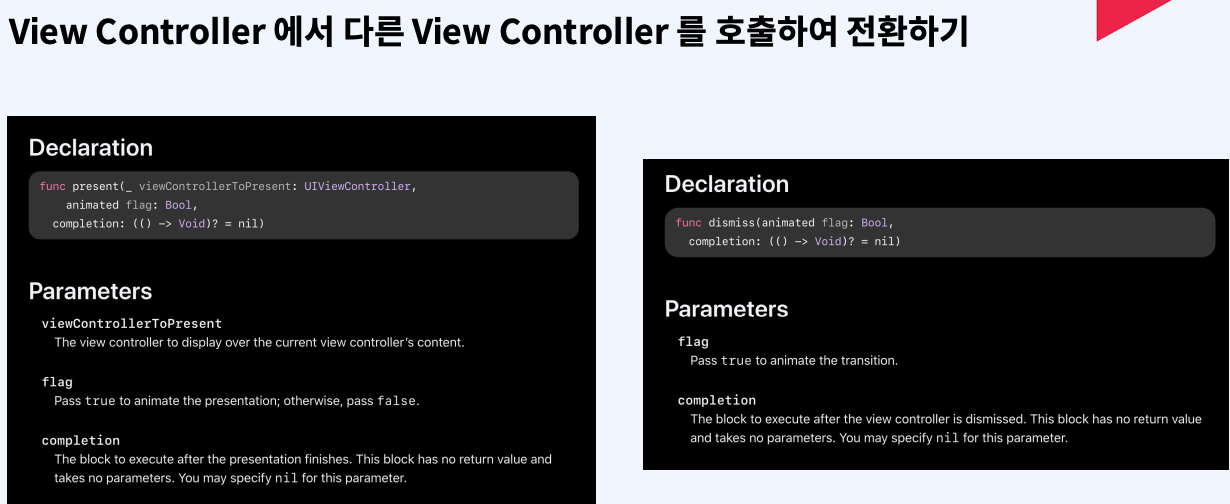 View Controller 에서 다른 View Controller 를 호출하여 전환하기
Declaration
func present(_ viewControllerToPresent: UIViewController,
animated flag: Bool,
completion: (() -> Void)? = nil)
Parameters
viewControllerToPresent
The view controller to display over the current view controller's content.
flag
Pass true to animate the presentation; otherwise, pass false.
completion
The block to execute after the presentation finishes. This block has no return value and
takes no parameters. You may specify nil for this parameter.
Declaration
func dismiss(animated flag: Bool,
completion: (() -> Void)? = nil)
Parameters
flag
Pass true to animate the transition.
completion
The block to execute after the view controller is dismissed. This block has no return value
and takes no parameters. You may specify nil for this parameter.